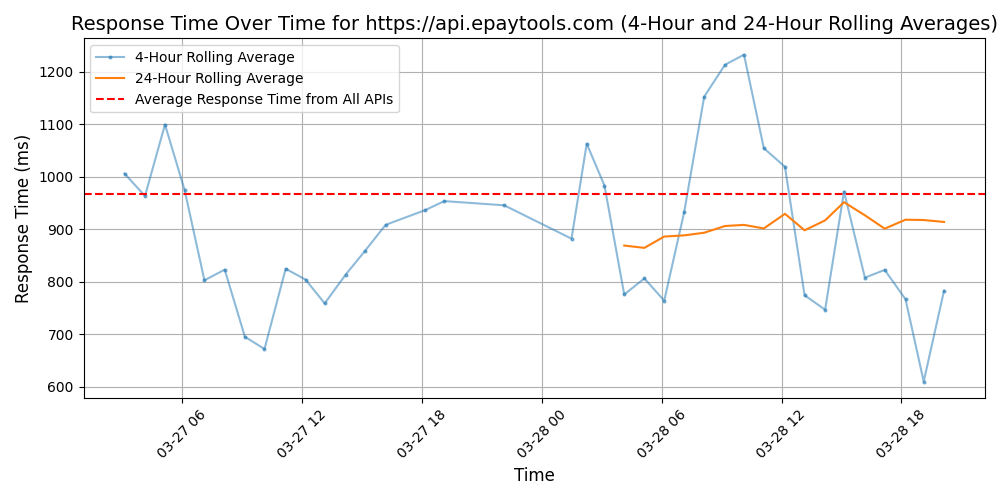 Response Time Over Time for https://api.epaytools.com (4-Hour and 24-Hour Rolling Averages)
4-Hour Rolling Average
24-Hour Rolling Average
Average Response Time from All APIs
Response Time (ms)
1200
1100
1000
900
800
700
600
03-27 06
03-27 12
03-27 18
03-28 00
03-28 06
03-28 12
03-28 18
Time